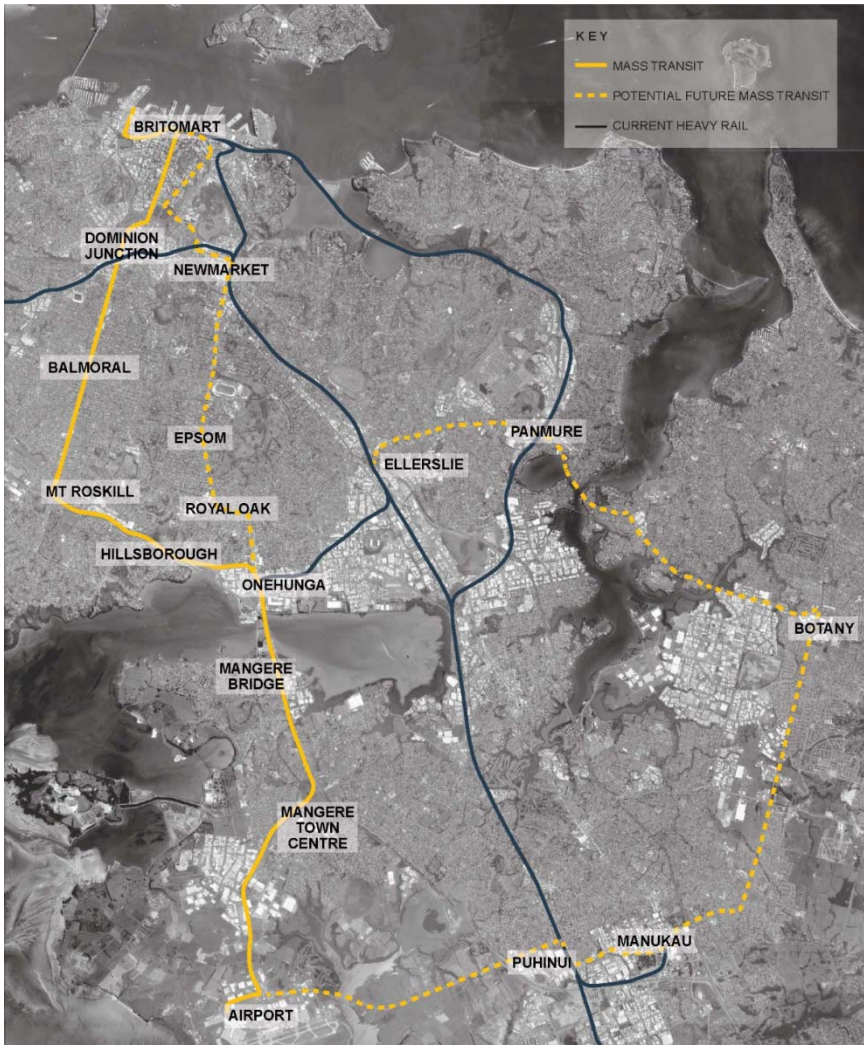 KEY
MASS TRANSIT
POTENTIAL FUTURE MASS TRANSIT
CURRENT HEAVY RAIL
BRITOMART
DOMINION
JUNCTION
NEWMARKET
BALMORAL
EPSOM
PANMURE
ELLERSLIE
MT ROSKILL
ROYAL OAK
HILLSBOROUGH
ONEHUNGA
BOTANY
MANGERE
BRIDGE
MANGERE
TOWN
CENTRE
MANUKAU
PUHINUI
AIRPORT